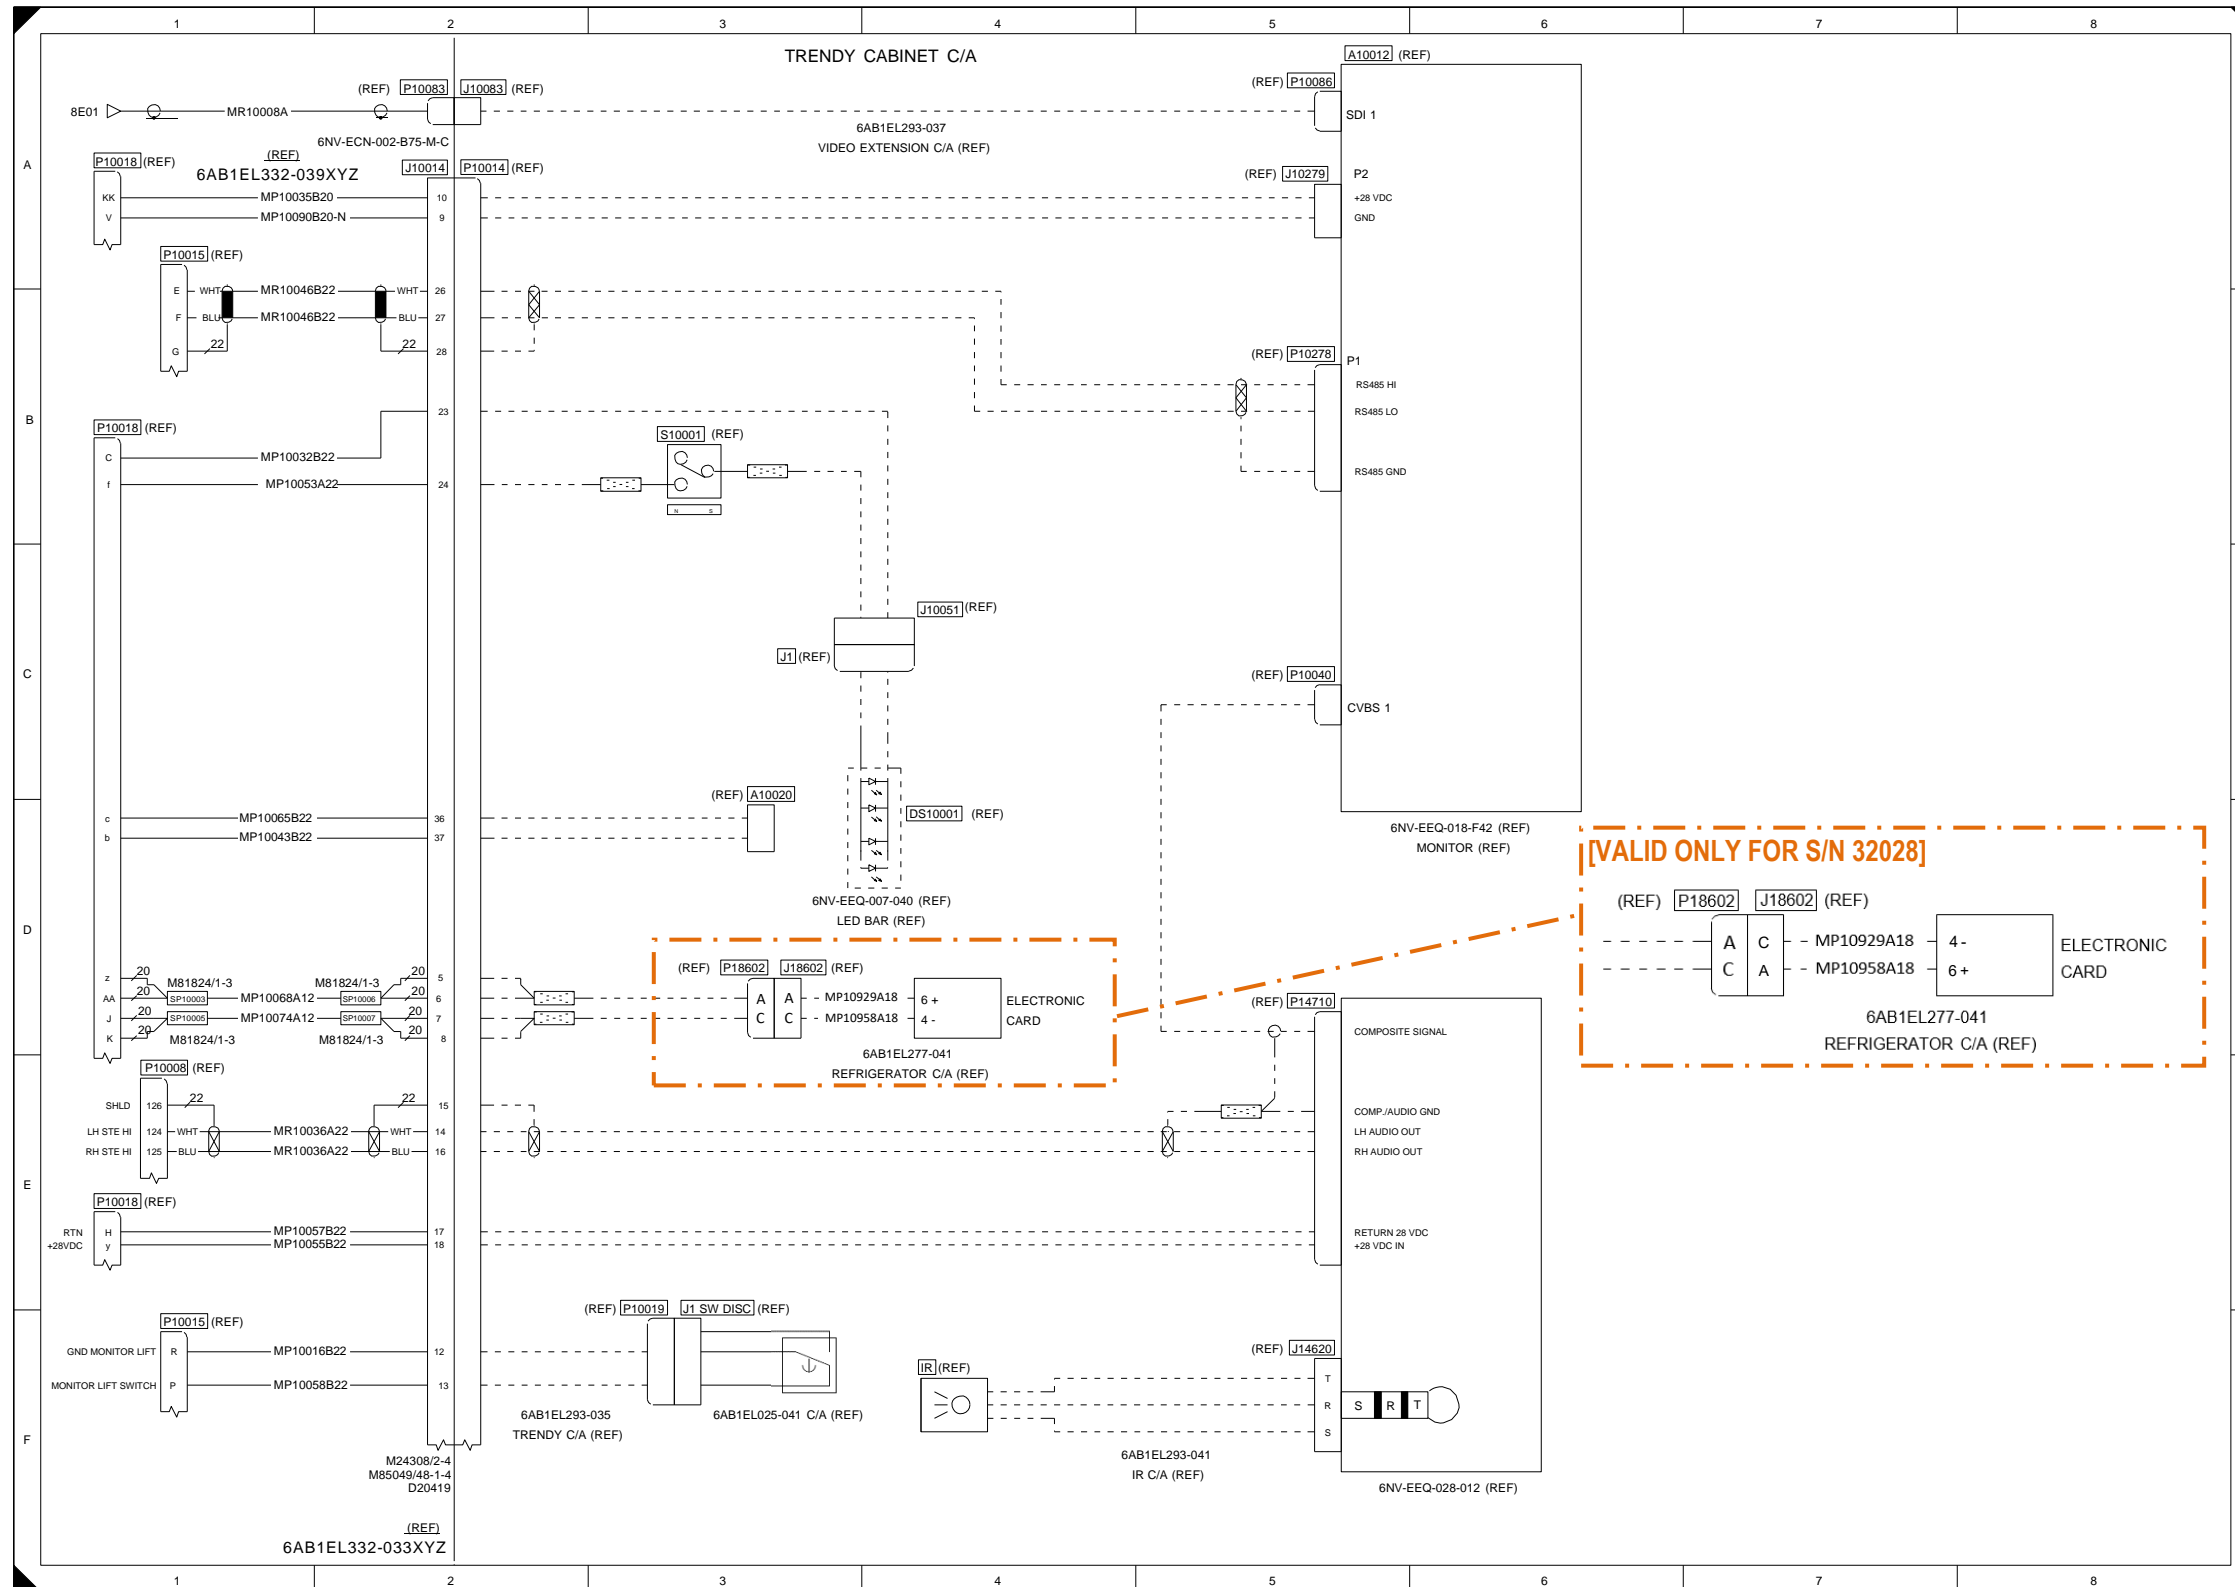 1 2 3 4 5 6 7 8
TRENDY CABINET C/A
A10012 (REF)
(REF) P10083 J10083 (REF)
(REF) P10086
8E01 MR10008A
SDI 1
6NV-ECN-002-B75-M-C
6AB1EL293-037
VIDEO EXTENSION C/A (REF)
A
P10018 (REF)
(REF)
6AB1EL332-039XYZ
J10014 P10014 (REF)
(REF) J10279 P2
KK MP10035B20 10 +28 VDC
V MP10090B20-N 9 GND
P10015 (REF)
E WHT MR10046B22 WHT 26
F BLU MR10046B22 BLU 27
G 22 22 28
(REF) P10278 P1
RS485 HI
RS485 LO
RS485 GND
B
23
P10018 (REF)
S10001 (REF)
C MP10032B22
f MP10053A22 24
N S
J10051 (REF)
J1 (REF)
C
(REF) P10040
CVBS 1
(REF) A10020
DS10001 (REF)
c MP10065B22 36
b MP10043B22 37
6NV-EEQ-018-F42 (REF)
MONITOR (REF)
6NV-EEQ-007-040 (REF)
LED BAR (REF)
[VALID ONLY FOR S/N 32028]
(REF) P18602 J18602 (REF)
A C MP10929A18 4 - ELECTRONIC
C A MP10958A18 6 + CARD
6AB1EL277-041
REFRIGERATOR C/A (REF)
D
(REF) P18602 J18602 (REF)
z 20 M81824/1-3 M81824/1-3 20 5
AA 20 SP10003 MP10068A12 SP10006 20 6
J 20 SP10005 MP10074A12 SP10007 20 7
K 20 M81824/1-3 M81824/1-3 20 8
A A MP10929A18 6 + ELECTRONIC
C C MP10958A18 4 - CARD
6AB1EL277-041
REFRIGERATOR C/A (REF)
(REF) P14710
COMPOSITE SIGNAL
COMP./AUDIO GND
LH AUDIO OUT
RH AUDIO OUT
RETURN 28 VDC
+28 VDC IN
P10008 (REF)
SHLD 126 22 22 15
LH STE HI 124 WHT MR10036A22 WHT 14
RH STE HI 125 BLU MR10036A22 BLU 16
E
P10018 (REF)
RTN H MP10057B22 17
+28VDC y MP10055B22 18
P10015 (REF)
(REF) P10019 J1 SW DISC (REF)
GND MONITOR LIFT R MP10016B22 12
MONITOR LIFT SWITCH P MP10058B22 13
6AB1EL293-035
TRENDY C/A (REF)
6AB1EL025-041 C/A (REF)
IR (REF)
(REF) J14620
T
R S R T
S
6AB1EL293-041
IR C/A (REF)
6NV-EEQ-028-012 (REF)
F
M24308/2-4
M85049/48-1-4
D20419
(REF)
6AB1EL332-033XYZ
1 2 3 4 5 6 7 8